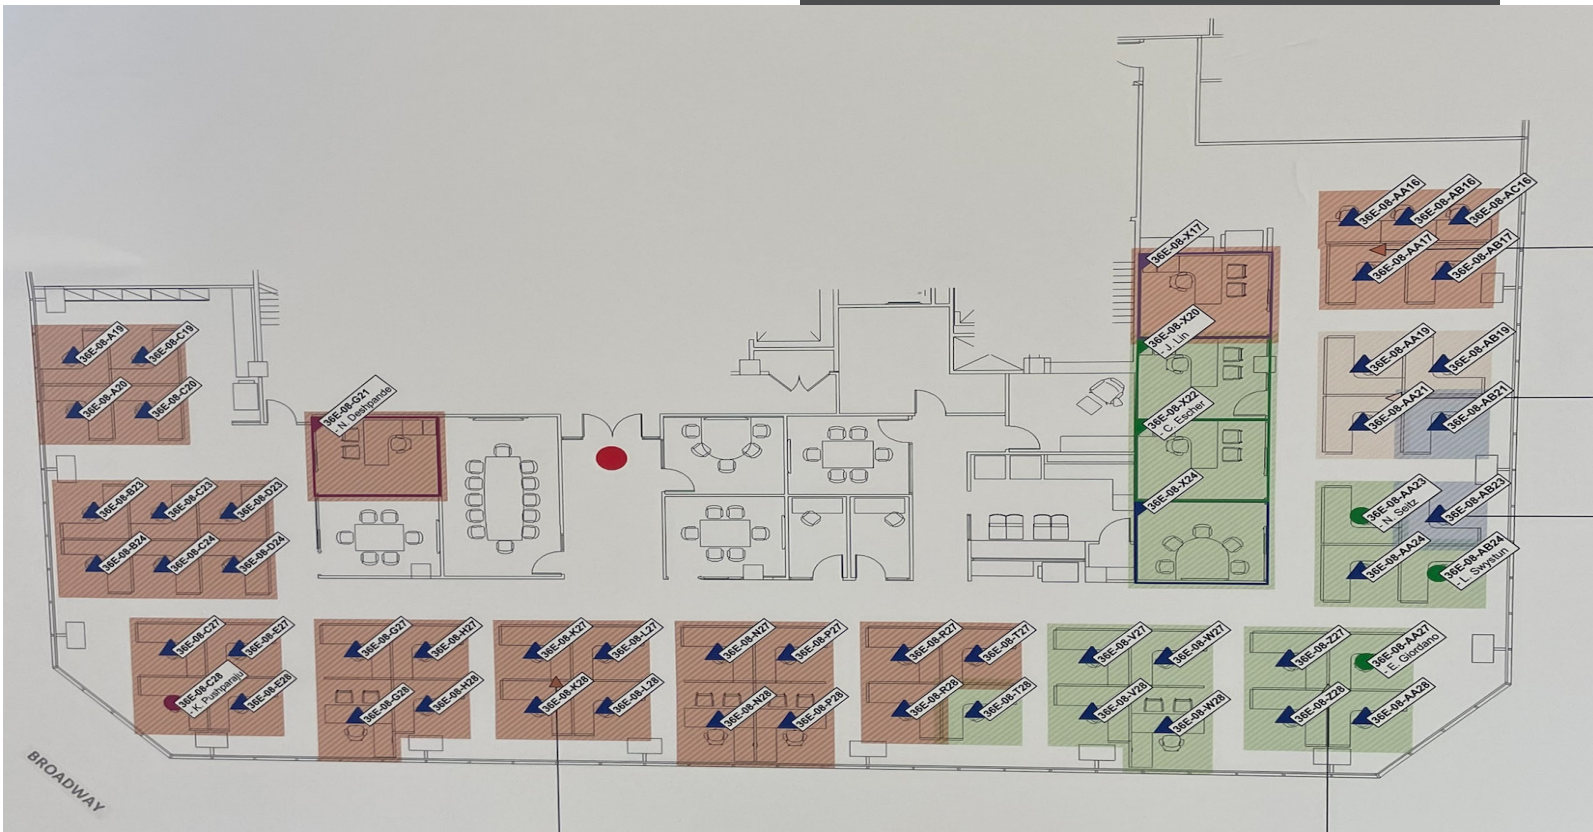 36E-08-AA16
36E-08-AB16
36E-08-AC16
36E-08-AA17
36E-08-AB17
36E-08-X17
36E-08-X20
- J. Lin
36E-08-X22
- C. Escher
36E-08-X24
36E-08-AA19
36E-08-AB19
36E-08-AA21
36E-08-AB21
36E-08-A19
36E-08-C19
36E-08-A20
36E-08-C20
36E-08-G21
- N. Deshpande
36E-08-B23
36E-08-C23
36E-08-D23
36E-08-B24
36E-08-C24
36E-08-D24
36E-08-AA23
- N. Seitz
36E-08-AB23
36E-08-AA24
36E-08-AB24
- L. Swystun
36E-08-C27
36E-08-E27
36E-08-C28
- K. Pushparaju
36E-08-E28
36E-08-G27
36E-08-H27
36E-08-G28
36E-08-H28
36E-08-K27
36E-08-L27
36E-08-K28
36E-08-L28
36E-08-N27
36E-08-P27
36E-08-N28
36E-08-P28
36E-08-R27
36E-08-T27
36E-08-R28
36E-08-T28
36E-08-V27
36E-08-W27
36E-08-V28
36E-08-W28
36E-08-Z27
36E-08-AA27
- E. Giordano
36E-08-Z28
36E-08-AA28
BROADWAY